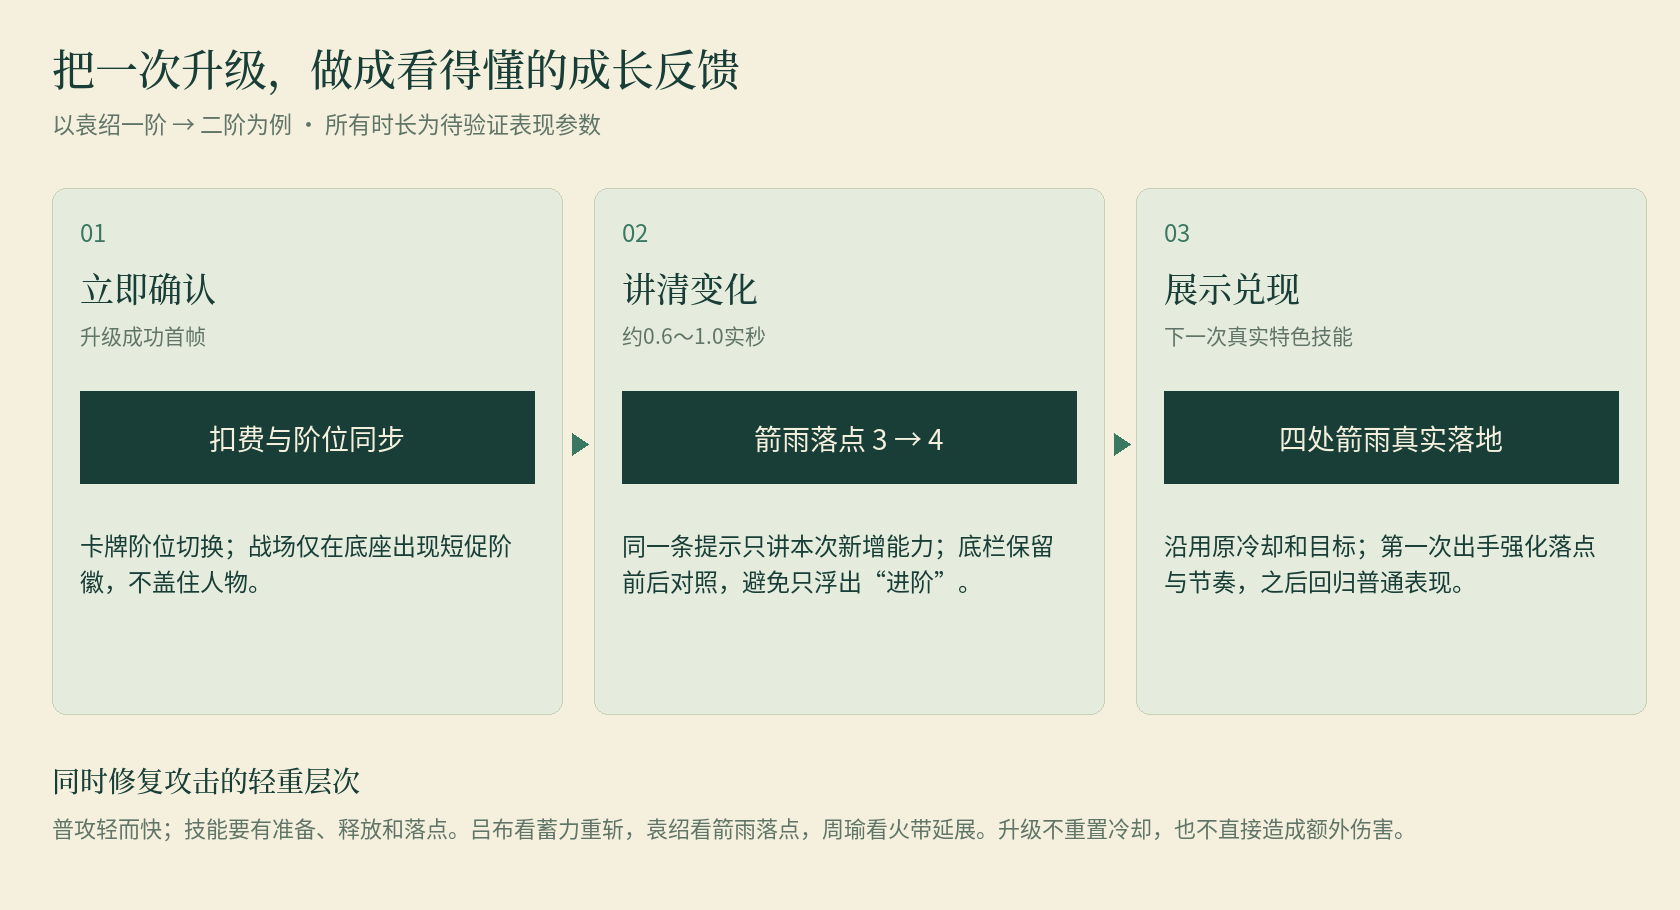 把一次升级，做成看得懂的成长反馈
以袁绍一阶 → 二阶为例 · 所有时长为待验证表现参数
01
立即确认
升级成功首帧
扣费与阶位同步
卡牌阶位切换；战场仅在底座出现短促阶
徽，不盖住人物。
02
讲清变化
约0.6～1.0实秒
箭雨落点 3 → 4
同一条提示只讲本次新增能力；底栏保留
前后对照，避免只浮出“进阶”。
03
展示兑现
下一次真实特色技能
四处箭雨真实落地
沿用原冷却和目标；第一次出手强化落点
与节奏，之后回归普通表现。
同时修复攻击的轻重层次
普攻轻而快；技能要有准备、释放和落点。吕布看蓄力重斩，袁绍看箭雨落点，周瑜看火带延展。升级不重置冷却，也不直接造成额外伤害。